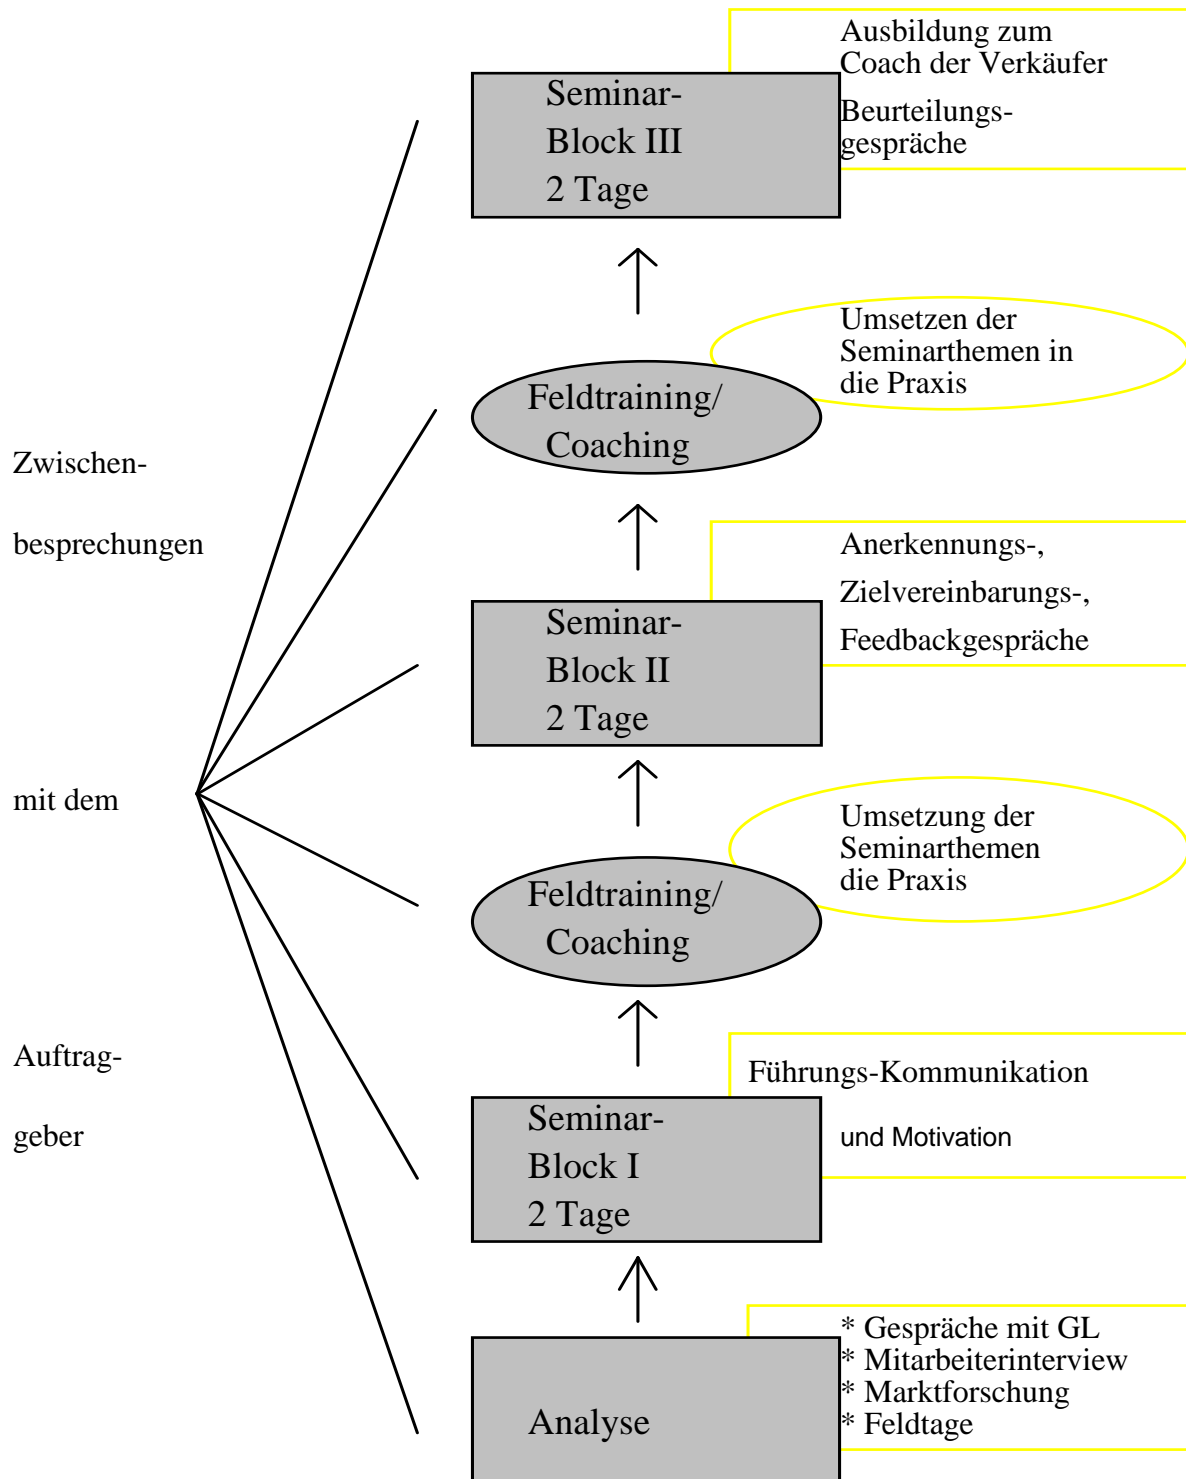 Ausbildung zum
Coach der Verkäufer
Beurteilungs-
gespräche
Seminar-
Block III
2 Tage
Umsetzen der
Seminarthemen in
die Praxis
Feldtraining/
Coaching
Zwischen-
besprechungen
mit dem
Auftrag-
geber
Anerkennungs-,
Zielvereinbarungs-,
Feedbackgespräche
Seminar-
Block II
2 Tage
Umsetzung der
Seminarthemen
die Praxis
Feldtraining/
Coaching
Führungs-Kommunikation
und Motivation
Seminar-
Block I
2 Tage
* Gespräche mit GL
* Mitarbeiterinterview
* Marktforschung
* Feldtage
Analyse